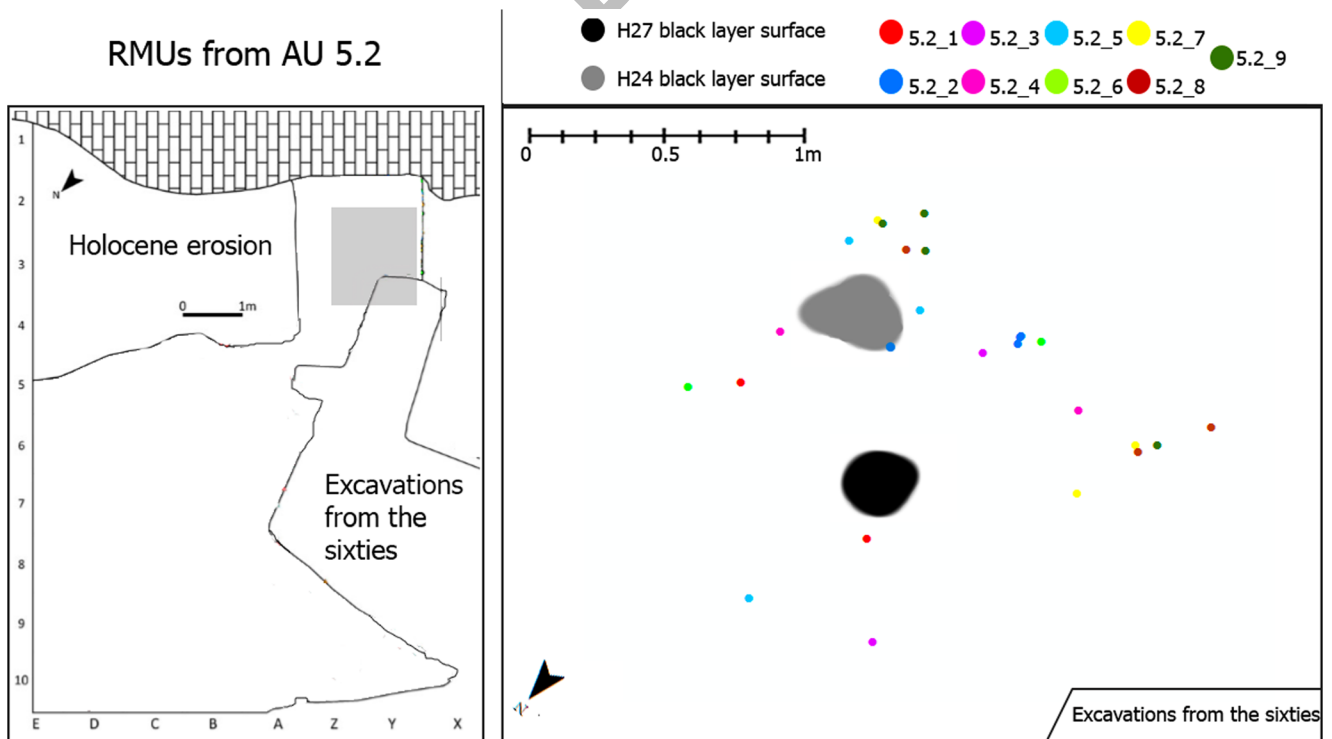 RMUs from AU 5.2
H27 black layer surface
H24 black layer surface
5.2_1
5.2_3
5.2_5
5.2_7
5.2_9
5.2_2
5.2_4
5.2_6
5.2_8
1
2
3
4
5
6
7
8
9
10
N
Holocene erosion
0 1m
Excavations
from the
sixties
E D C B A Z Y X
0 0.5 1m
N
Excavations from the sixties